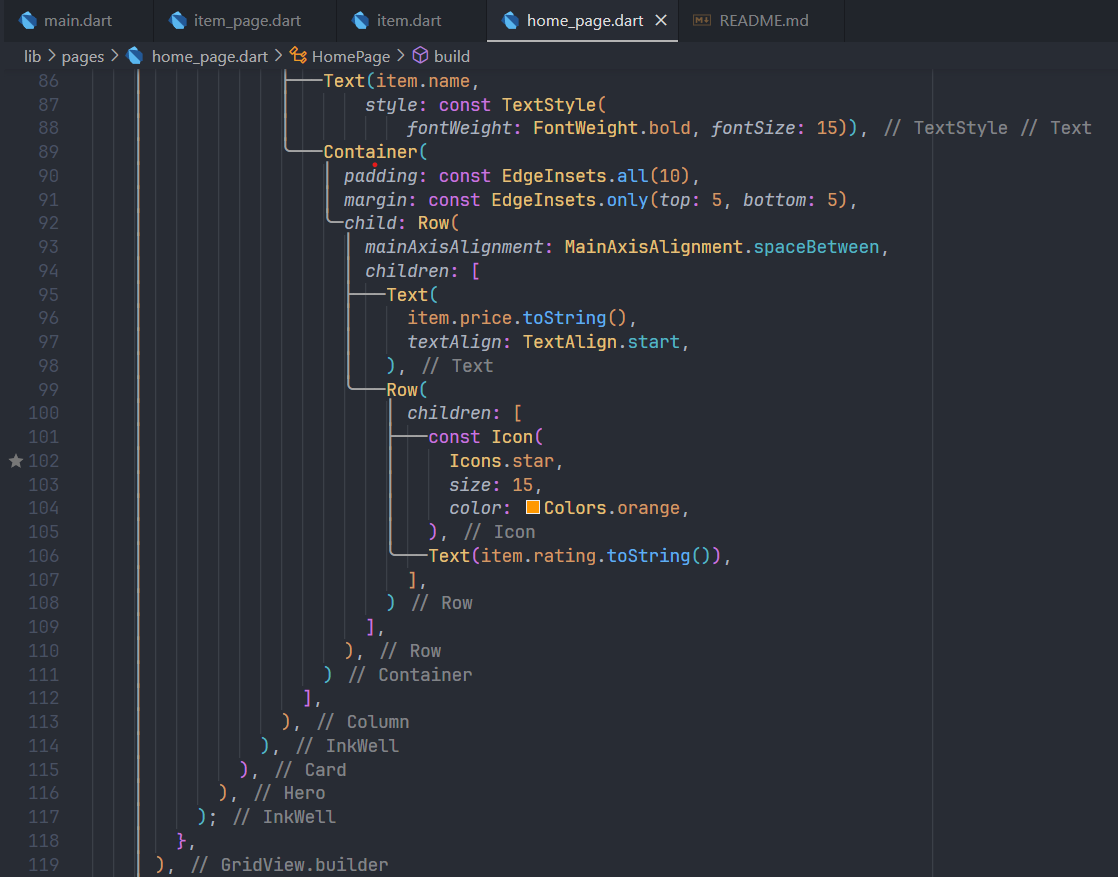 main.dart item_page.dart item.dart home_page.dart README.md
lib > pages > home_page.dart > HomePage > build
86 Text(item.name,
87 style: const TextStyle(
88 fontWeight: FontWeight.bold, fontSize: 15)), // TextStyle // Text
89 Container(
90 padding: const EdgeInsets.all(10),
91 margin: const EdgeInsets.only(top: 5, bottom: 5),
92 child: Row(
93 mainAxisAlignment: MainAxisAlignment.spaceBetween,
94 children: [
95 Text(
96 item.price.toString(),
97 textAlign: TextAlign.start,
98 ), // Text
99 Row(
100 children: [
101 const Icon(
102 Icons.star,
103 size: 15,
104 color: Colors.orange,
105 ), // Icon
106 Text(item.rating.toString()),
107 ],
108 ) // Row
109 ],
110 ), // Row
111 ) // Container
112 ],
113 ), // Column
114 ), // InkWell
115 ), // Card
116 ), // Hero
117 ); // InkWell
118 },
119 ), // GridView.builder